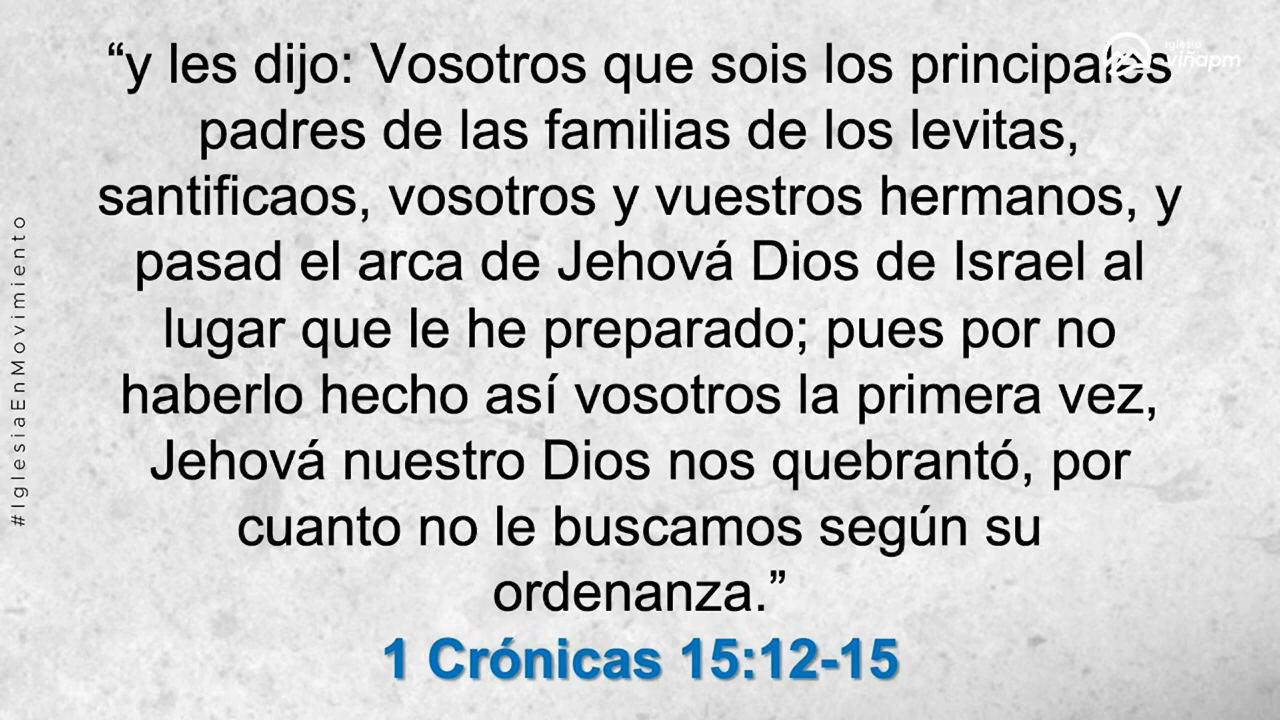 “y les dijo: Vosotros que sois los principales
padres de las familias de los levitas,
santificaos, vosotros y vuestros hermanos, y
pasad el arca de Jehová Dios de Israel al
lugar que le he preparado; pues por no
haberlo hecho así vosotros la primera vez,
Jehová nuestro Dios nos quebrantó, por
cuanto no le buscamos según su
ordenanza.”
1 Crónicas 15:12-15
#IglesiaEnMovimiento
iglesia
viñapm